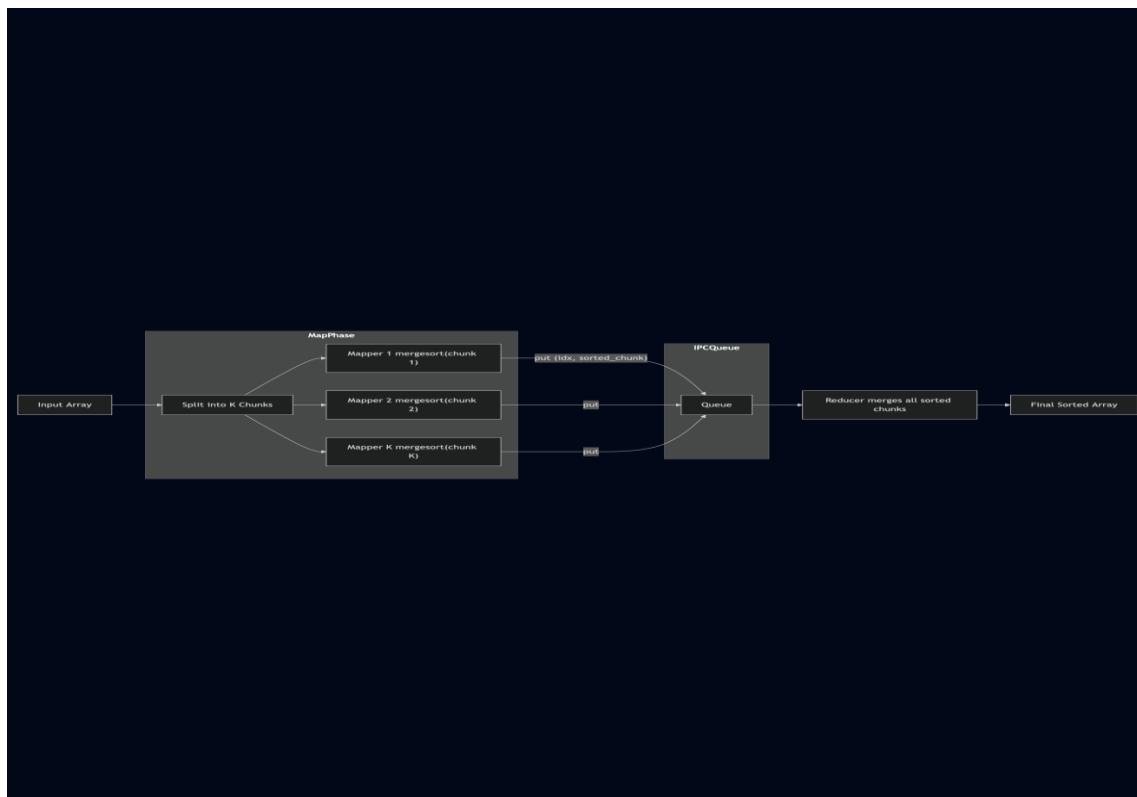 MapPhase
IPCQueue
Mapper 1 mergesort(chunk
1)
put (idx, sorted_chunk)
Input Array
Split into K Chunks
Mapper 2 mergesort(chunk
2)
put
Queue
Reducer merges all sorted
chunks
Final Sorted Array
Mapper K mergesort(chunk
K)
put